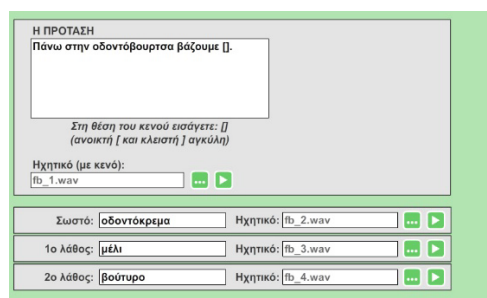 Η ΠΡΟΤΑΣΗ
Πάνω στην οδοντόβουρτσα βάζουμε [].
Στη θέση του κενού εισάγετε: []
(ανοικτή [ και κλειστή ] αγκύλη)
Ηχητικό (με κενό):
fb_1.wav ...
Σωστό: οδοντόκρεμα Ηχητικό: fb_2.wav ...
1ο λάθος: μέλι Ηχητικό: fb_3.wav ...
2ο λάθος: βούτυρο Ηχητικό: fb_4.wav ...